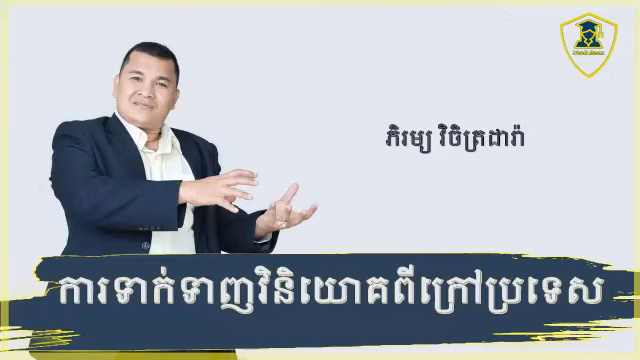 ភិរម្យ វិចិត្រដារ៉ា
ការទាក់ទាញវិនិយោគពីក្រៅប្រទេស